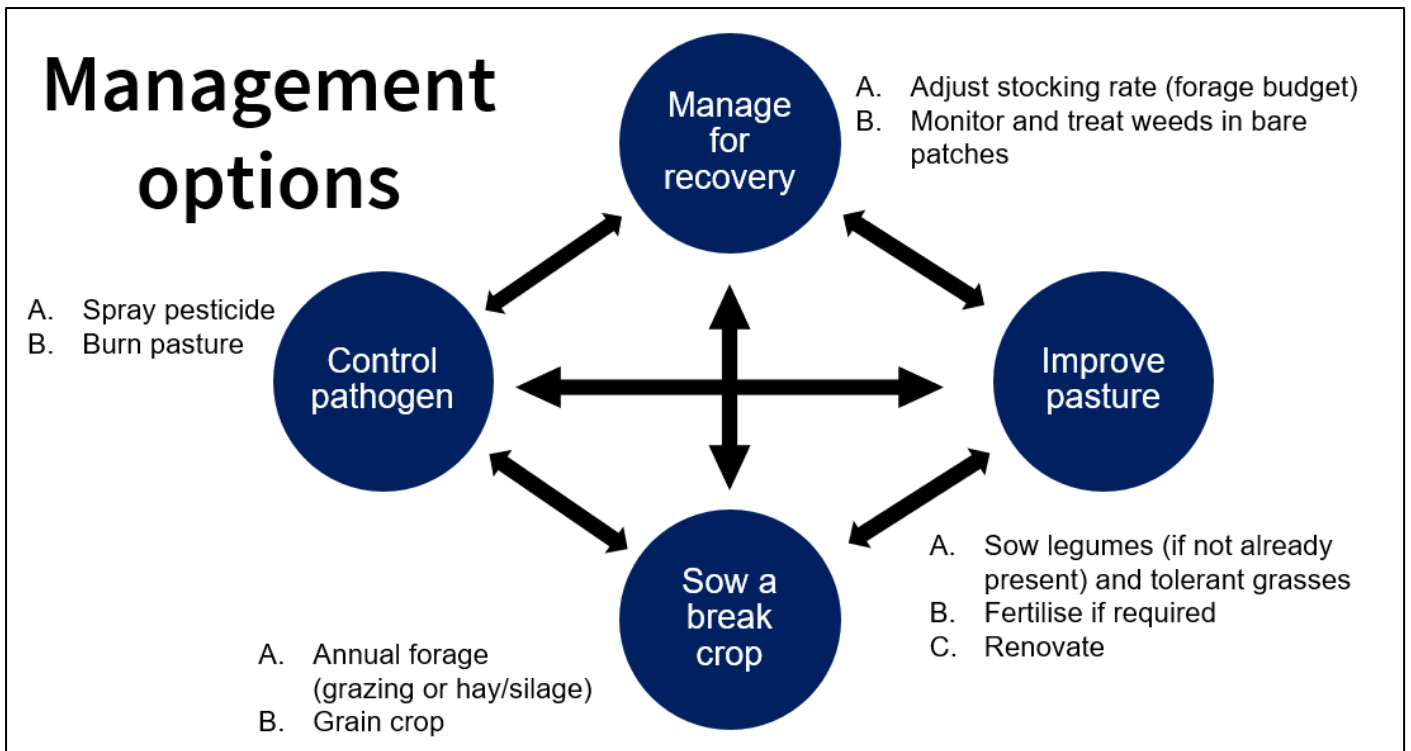 Management
options
Manage
for
recovery
A. Adjust stocking rate (forage budget)
B. Monitor and treat weeds in bare
patches
A. Spray pesticide
B. Burn pasture
Control
pathogen
Improve
pasture
A. Sow legumes (if not already
present) and tolerant grasses
B. Fertilise if required
C. Renovate
Sow a
break
crop
A. Annual forage
(grazing or hay/silage)
B. Grain crop